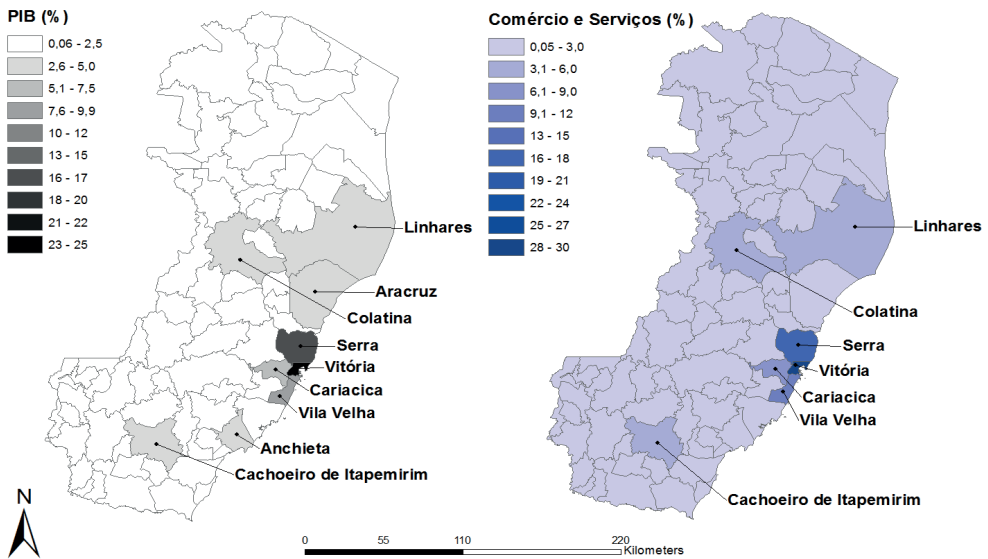 PIB (%)
0,06 - 2,5
2,6 - 5,0
5,1 - 7,5
7,6 - 9,9
10 - 12
13 - 15
16 - 17
18 - 20
21 - 22
23 - 25
Linhares
Aracruz
Colatina
Serra
Vitória
Cariacica
Vila Velha
Anchieta
Cachoeiro de Itapemirim
Comércio e Serviços (%)
0,05 - 3,0
3,1 - 6,0
6,1 - 9,0
9,1 - 12
13 - 15
16 - 18
19 - 21
22 - 24
25 - 27
28 - 30
Linhares
Colatina
Serra
Vitória
Cariacica
Vila Velha
Cachoeiro de Itapemirim
N
0 55 110 220
Kilometers